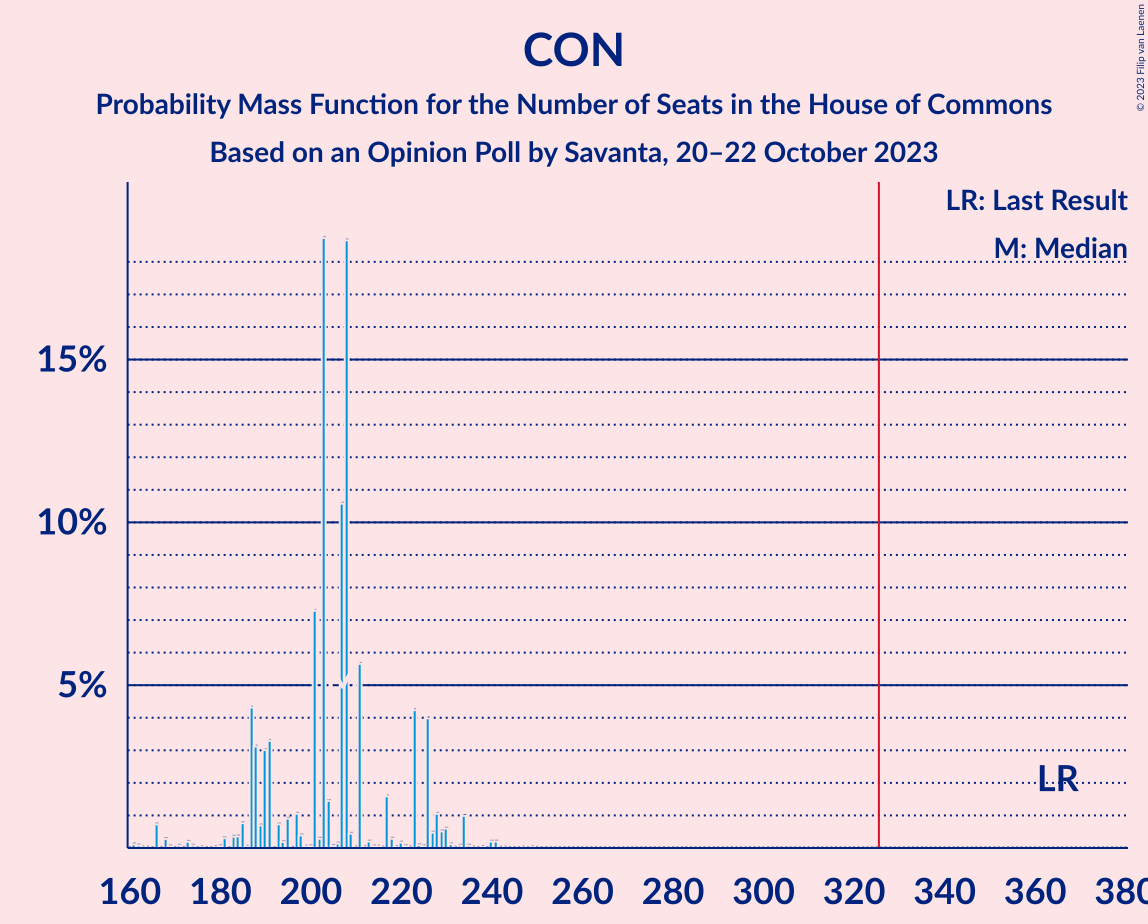 CON
Probability Mass Function for the Number of Seats in the House of Commons
Based on an Opinion Poll by Savanta, 20–22 October 2023
© 2023 Filip van Laenen
LR: Last Result
M: Median
15%
10%
5%
LR
160 180 200 220 240 260 280 300 320 340 360 380